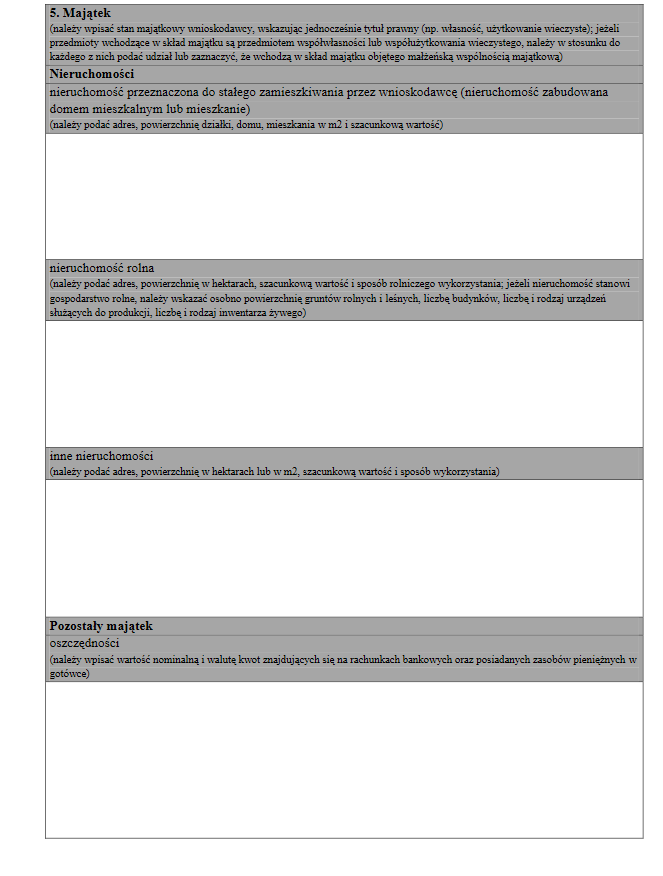 5. Majątek
(należy wpisać stan majątkowy wnioskodawcy, wskazując jednocześnie tytuł prawny (np. własność, użytkowanie wieczyste); jeżeli
przedmioty wchodzące w skład majątku są przedmiotem współwłasności lub współużytkowania wieczystego, należy w stosunku do
każdego z nich podać udział lub zaznaczyć, że wchodzą w skład majątku objętego małżeńską wspólnością majątkową)
Nieruchomości
nieruchomość przeznaczona do stałego zamieszkiwania przez wnioskodawcę (nieruchomość zabudowana
domem mieszkalnym lub mieszkanie)
(należy podać adres, powierzchnię działki, domu, mieszkania w m2 i szacunkową wartość)
nieruchomość rolna
(należy podać adres, powierzchnię w hektarach, szacunkową wartość i sposób rolniczego wykorzystania; jeżeli nieruchomość stanowi
gospodarstwo rolne, należy wskazać osobno powierzchnię gruntów rolnych i leśnych, liczbę budynków, liczbę i rodzaj urządzeń
służących do produkcji, liczbę i rodzaj inwentarza żywego)
inne nieruchomości
(należy podać adres, powierzchnię w hektarach lub w m2, szacunkową wartość i sposób wykorzystania)
Pozostały majątek
oszczędności
(należy wpisać wartość nominalną i walutę kwot znajdujących się na rachunkach bankowych oraz posiadanych zasobów pieniężnych w
gotówce)